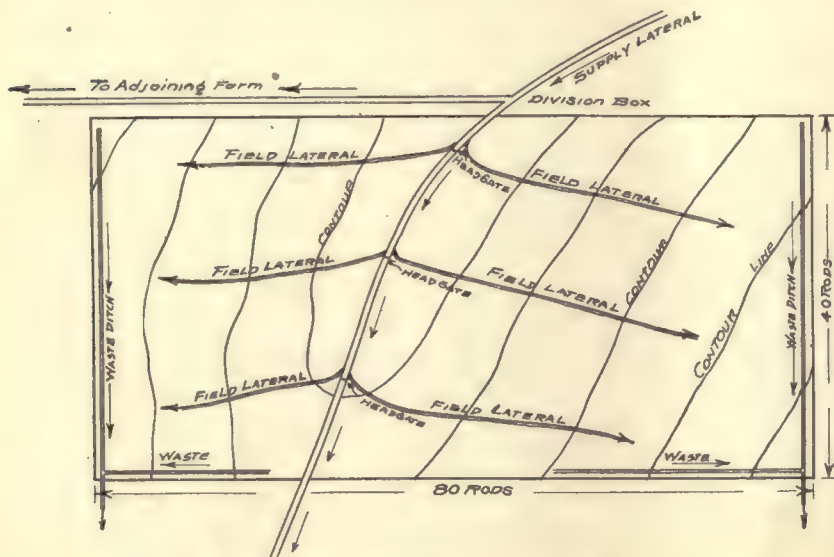 SUPPLY LATERAL
To Adjoining Farm
DIVISION BOX
FIELD LATERAL
HEADGATE
FIELD LATERAL
CONTOUR
FIELD LATERAL
HEADGATE
FIELD LATERAL
CONTOUR
CONTOUR LINE
WASTE DITCH
WASTE DITCH
40 RODS
FIELD LATERAL
HEADGATE
FIELD LATERAL
WASTE
WASTE
80 RODS